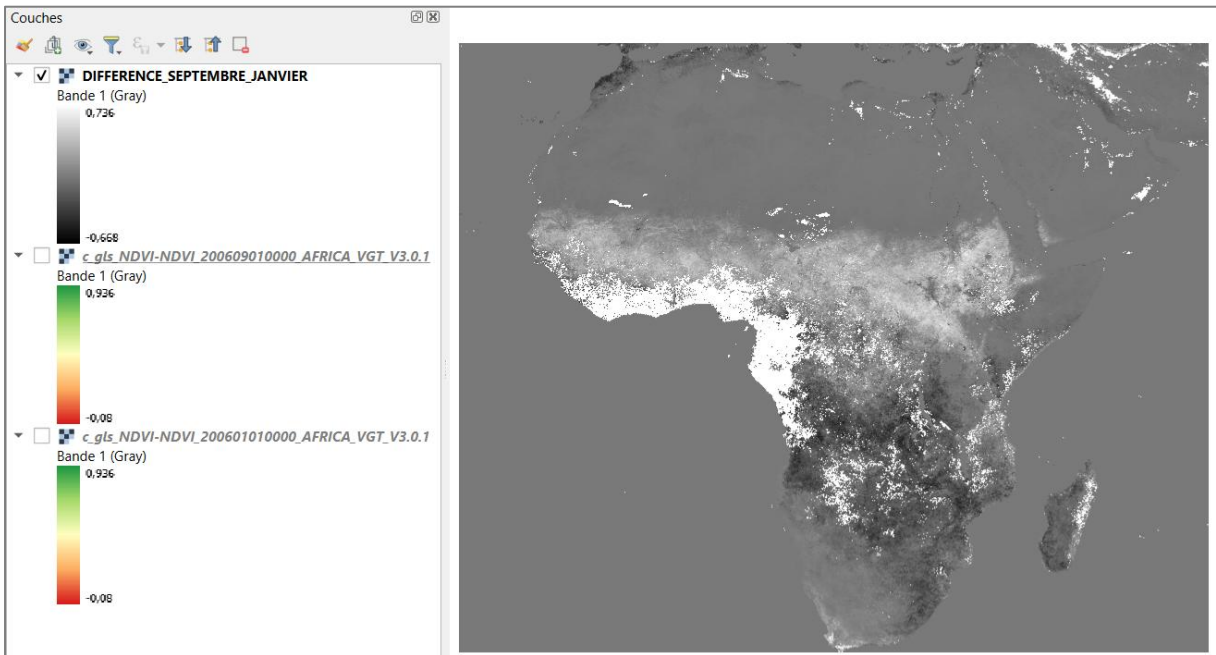 Couches
DIFFERENCE_SEPTEMBRE_JANVIER
Bande 1 (Gray)
0,736
-0,668
c_gls_NDVI-NDVI_200609010000_AFRICA_VGT_V3.0.1
Bande 1 (Gray)
0,936
-0,08
c_gls_NDVI-NDVI_200601010000_AFRICA_VGT_V3.0.1
Bande 1 (Gray)
0,936
-0,08